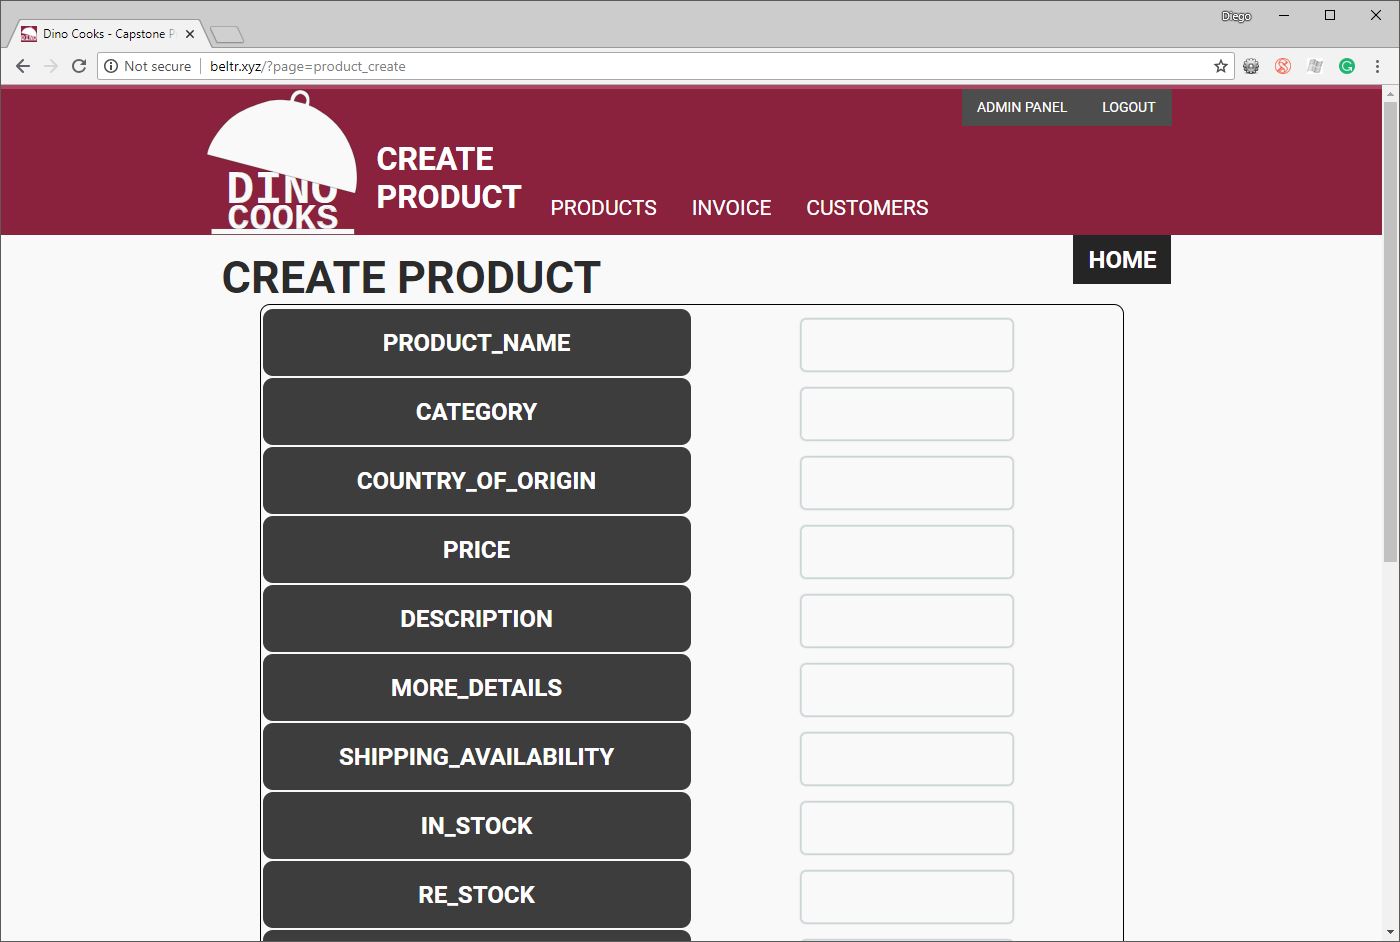 Diego
Dino Cooks - Capstone P
Not secure | beltr.xyz/?page=product_create
ADMIN PANEL LOGOUT
DINO
COOKS
CREATE
PRODUCT
PRODUCTS INVOICE CUSTOMERS
HOME
CREATE PRODUCT
PRODUCT_NAME
CATEGORY
COUNTRY_OF_ORIGIN
PRICE
DESCRIPTION
MORE_DETAILS
SHIPPING_AVAILABILITY
IN_STOCK
RE_STOCK